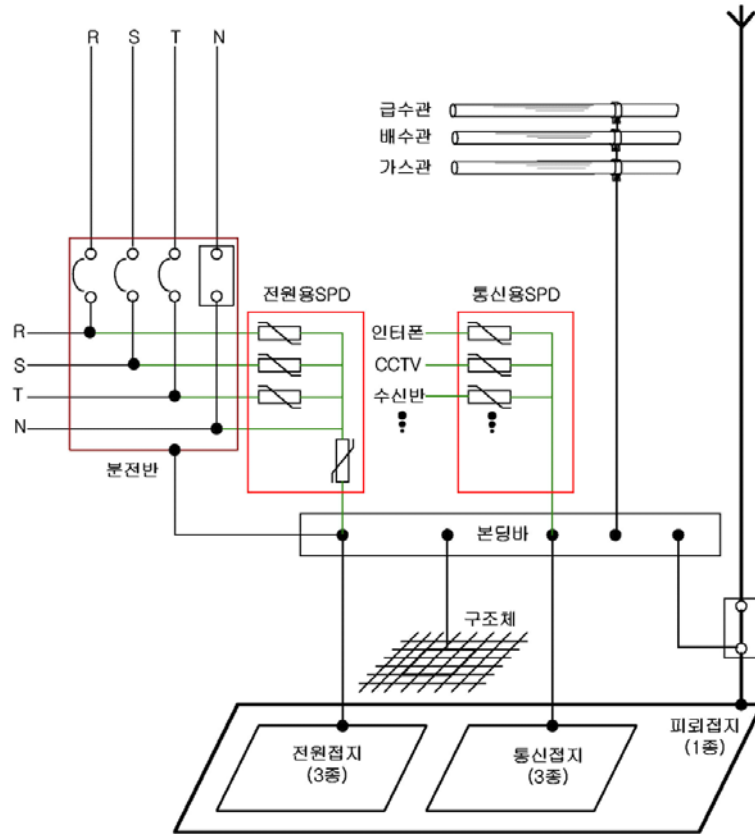 R S T N
급수관
배수관
가스관
전원용SPD
통신용SPD
R
S
T
N
인터폰
CCTV
수신반
분전반
본딩바
구조체
전원접지
(3종)
통신접지
(3종)
피뢰접지
(1종)